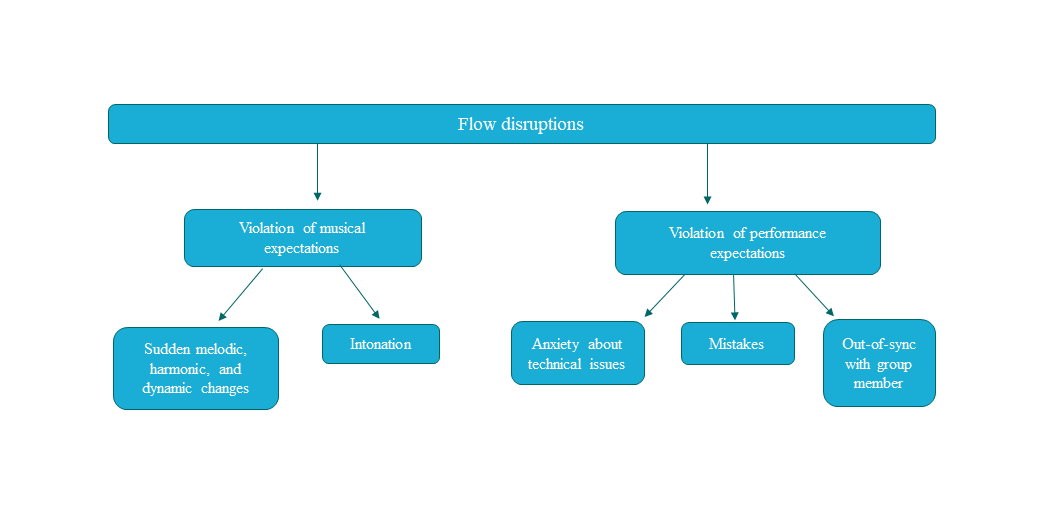 Flow disruptions
Violation of musical
expectations
Violation of performance
expectations
Sudden melodic,
harmonic, and
dynamic changes
Intonation
Anxiety about
technical issues
Mistakes
Out-of-sync
with group
member